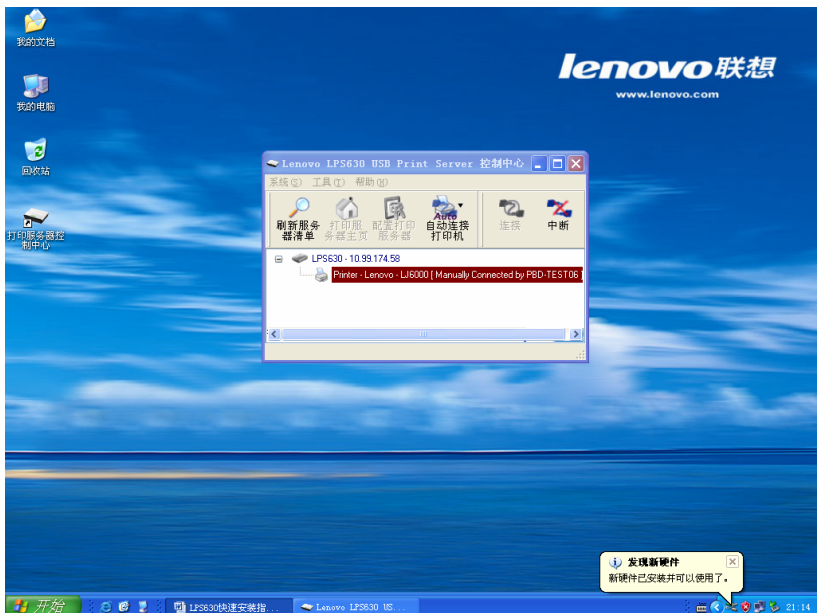 我的文档
lenovo联想
www.lenovo.com
我的电脑
回收站
打印服务器控
制中心
Lenovo LPS630 USB Print Server 控制中心
系统(S) 工具(T) 帮助(H)
刷新服务
器清单
打印服
务器主页
配置打印
服务器
Auto
自动连接
打印机
连接
中断
LPS630 - 10.99.174.58
Printer - Lenovo - LJ6000 [ Manually Connected by PBD-TEST06 ]
发现新硬件
新硬件已安装并可以使用了。
开始
LPS630快速安装指...
Lenovo LPS630 US...
21:14